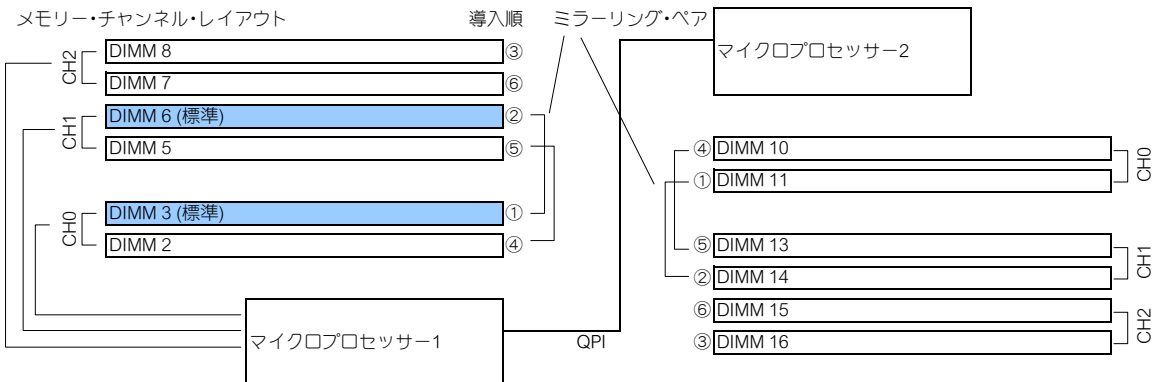 メモリー・チャンネル・レイアウト 導入順 ミラーリング・ペア
CH2
DIMM 8 ③
DIMM 7 ⑥
CH1
DIMM 6 (標準) ②
DIMM 5 ⑤
CH0
DIMM 3 (標準) ①
DIMM 2 ④
マイクロプロセッサー1
QPI
マイクロプロセッサー2
④ DIMM 10
① DIMM 11
CH0
⑤ DIMM 13
② DIMM 14
CH1
⑥ DIMM 15
③ DIMM 16
CH2